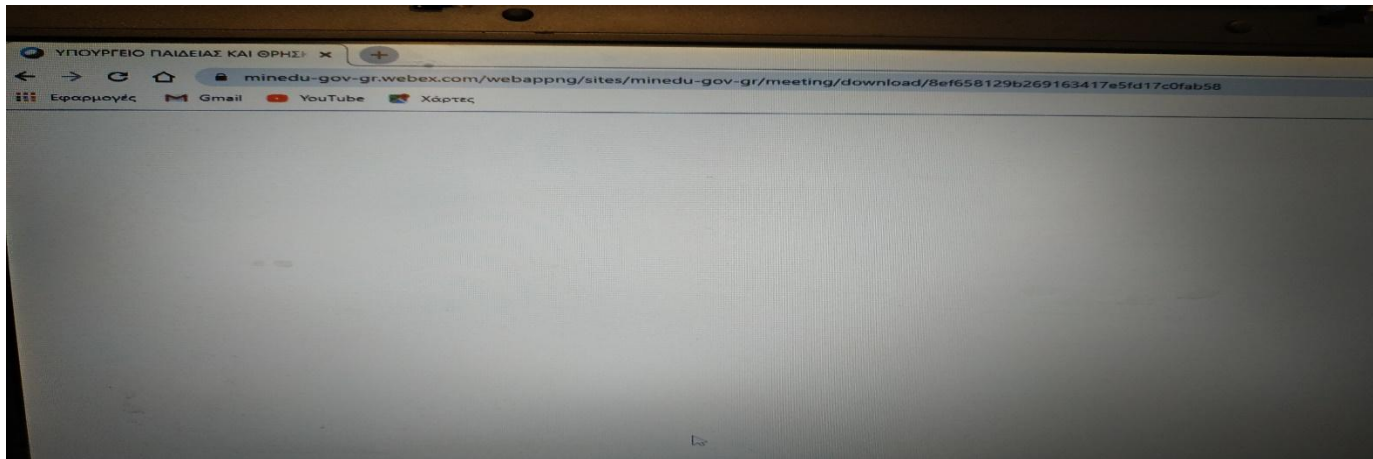 ΥΠΟΥΡΓΕΙΟ ΠΑΙΔΕΙΑΣ ΚΑΙ ΘΡΗΣΚ
minedu-gov-gr.webex.com/webappng/sites/minedu-gov-gr/meeting/download/8ef658129b269163417e5fd17c0fab58
Εφαρμογές Gmail YouTube Χάρτες